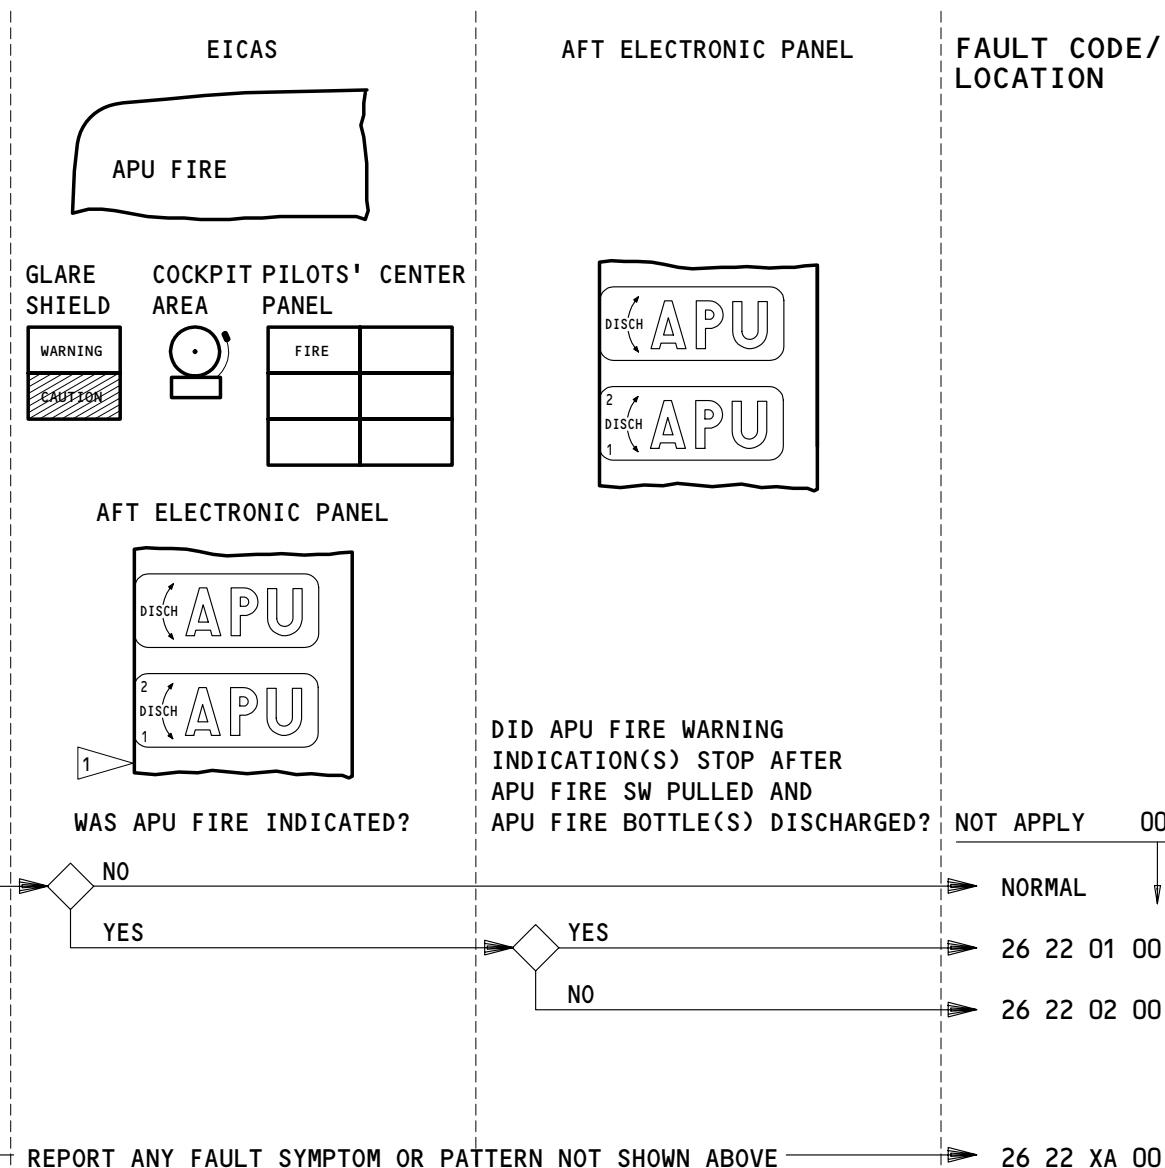 EICAS
APU FIRE
GLARE
SHIELD
WARNING
CAUTION
COCKPIT
AREA
PILOTS' CENTER
PANEL
FIRE
AFT ELECTRONIC PANEL
DISCH APU
2
DISCH APU
1
1
WAS APU FIRE INDICATED?
NO
YES
AFT ELECTRONIC PANEL
DISCH APU
2
DISCH APU
1
DID APU FIRE WARNING
INDICATION(S) STOP AFTER
APU FIRE SW PULLED AND
APU FIRE BOTTLE(S) DISCHARGED?
YES
NO
FAULT CODE/
LOCATION
NOT APPLY 00
NORMAL
26 22 01 00
26 22 02 00
REPORT ANY FAULT SYMPTOM OR PATTERN NOT SHOWN ABOVE
26 22 XA 00